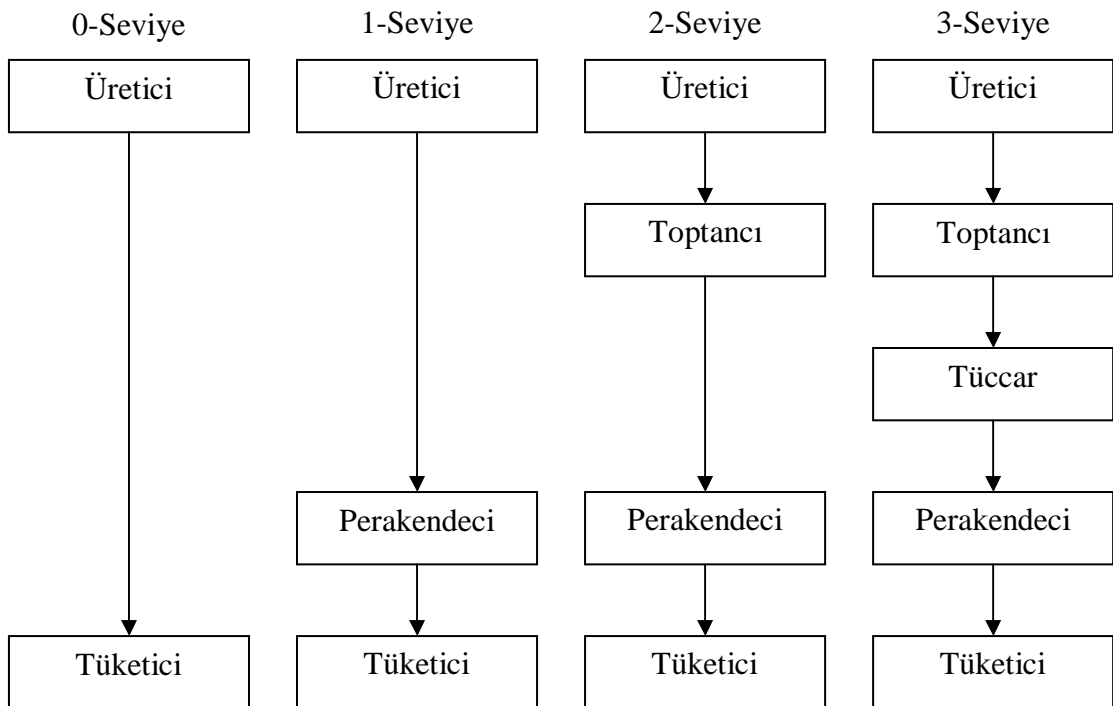 0-Seviye 1-Seviye 2-Seviye 3-Seviye
Üretici Üretici Üretici Üretici
Toptancı Toptancı
Tüccar
Perakendeci Perakendeci Perakendeci
Tüketici Tüketici Tüketici Tüketici